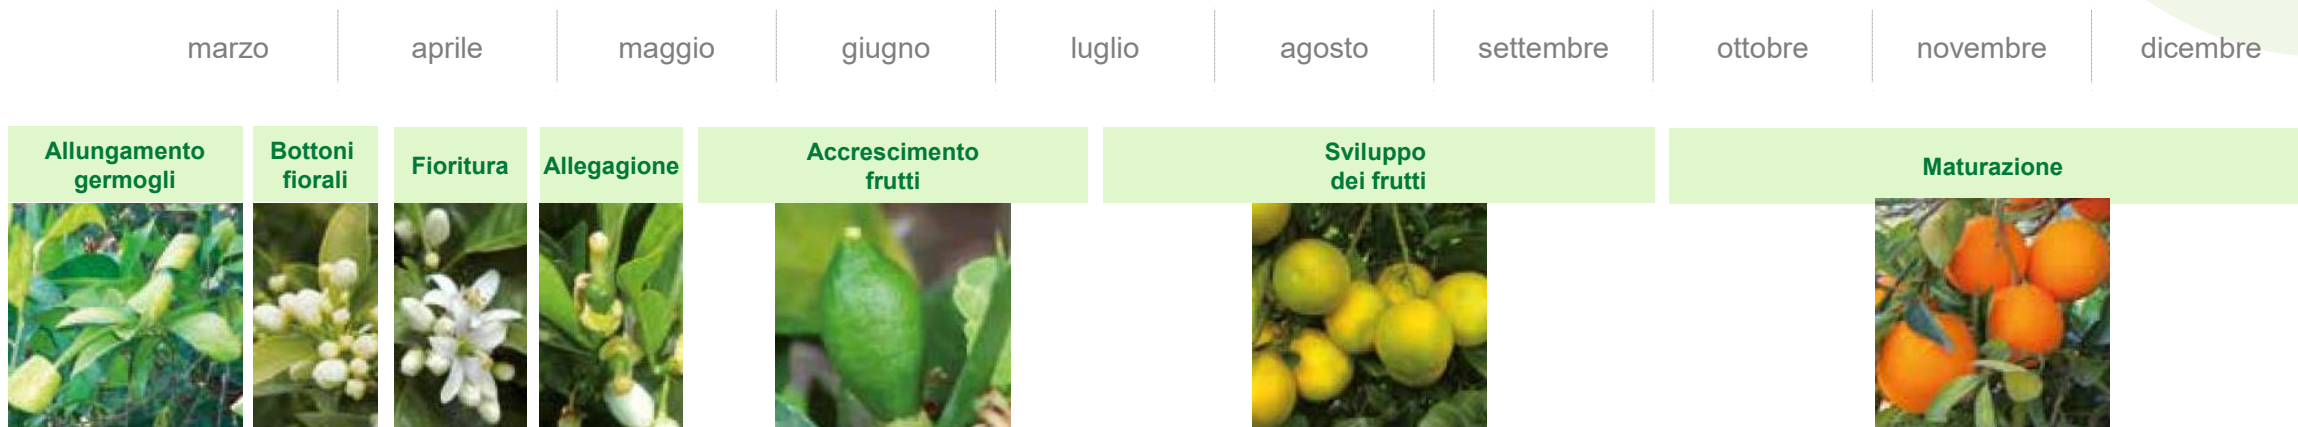 marzo aprile maggio giugno luglio agosto settembre ottobre novembre dicembre
Allungamento
germogli
Bottoni
fiorali
Fioritura
Allegagione
Accrescimento
frutti
Sviluppo
dei frutti
Maturazione